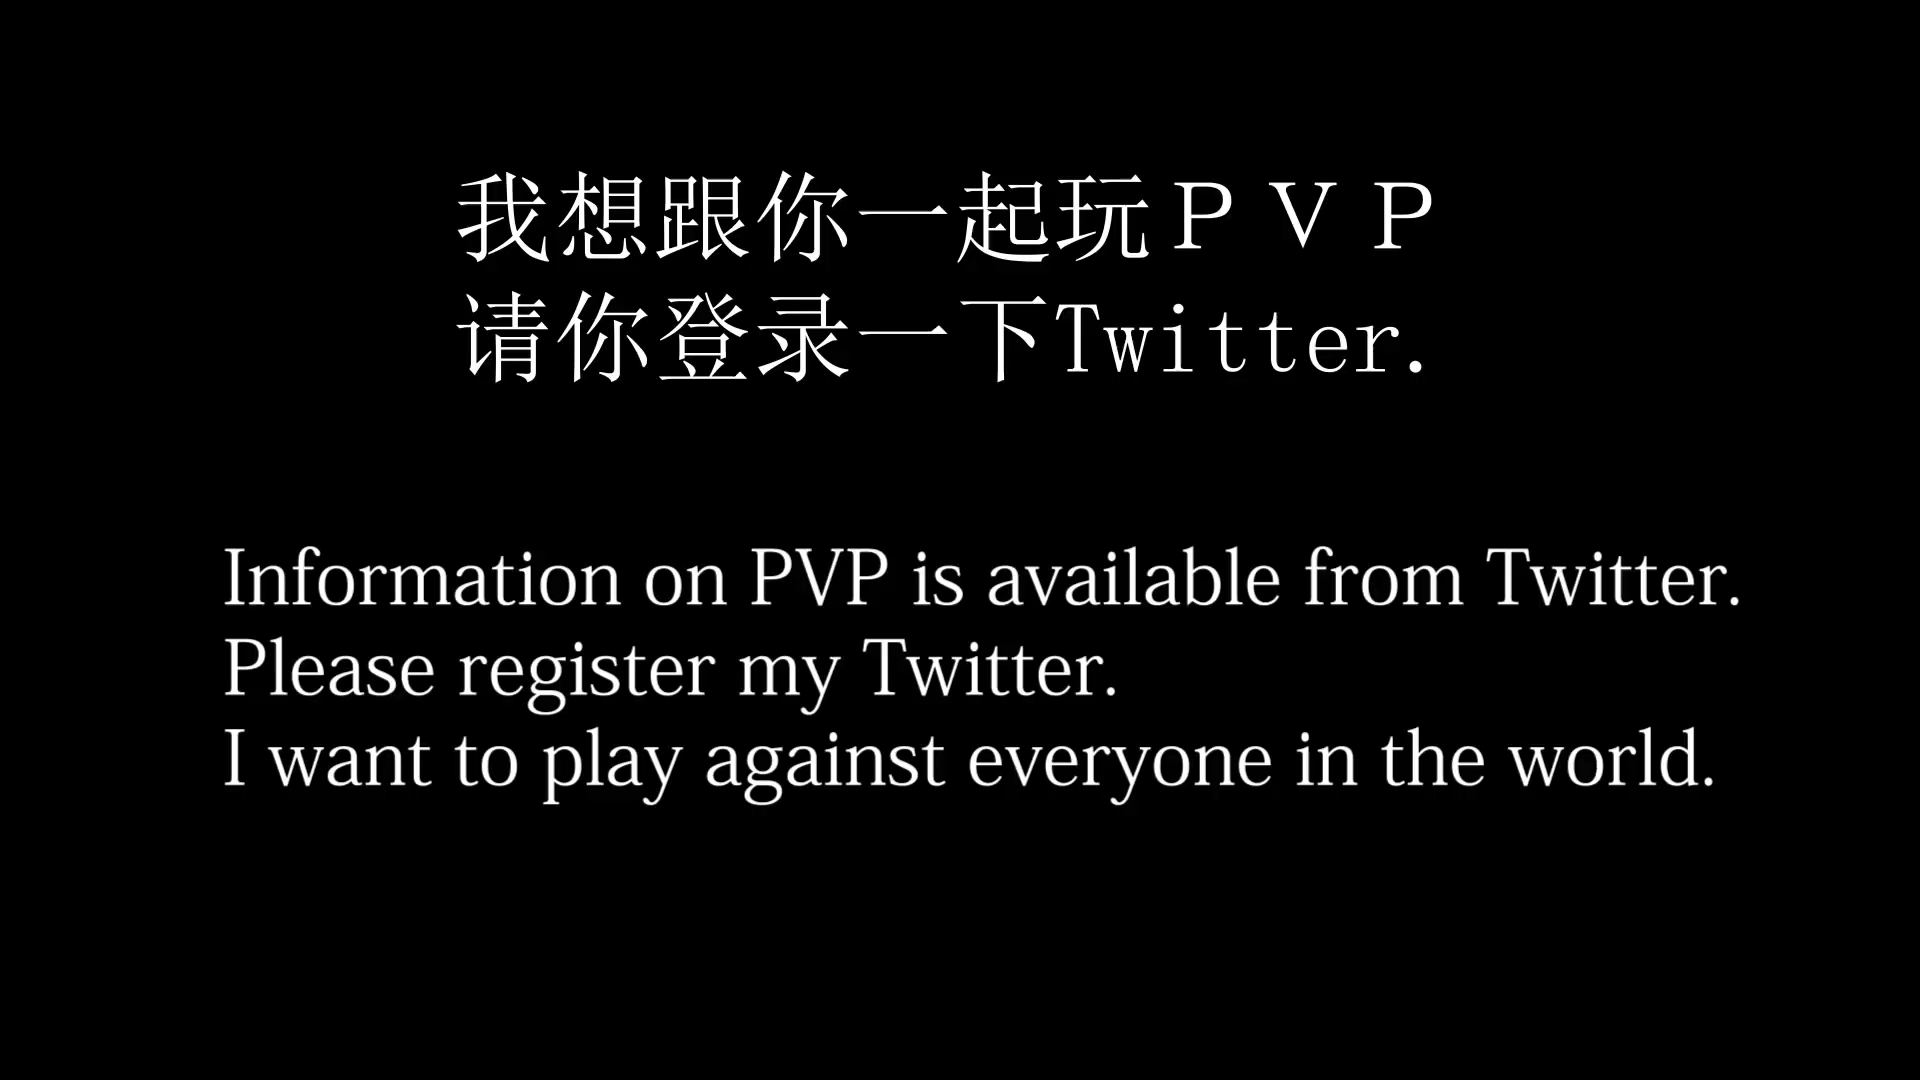 我想跟你一起玩ＰＶＰ
请你登录一下Twitter.
Information on PVP is available from Twitter.
Please register my Twitter.
I want to play against everyone in the world.